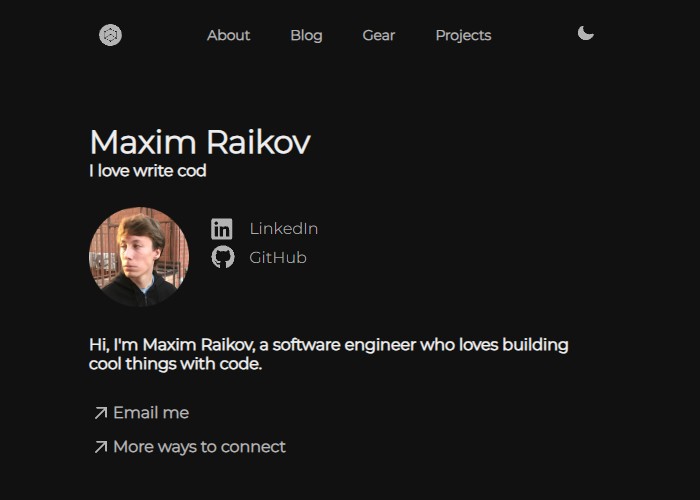 About Blog Gear Projects
Maxim Raikov
I love write cod
LinkedIn
GitHub
Hi, I'm Maxim Raikov, a software engineer who loves building
cool things with code.
Email me
More ways to connect